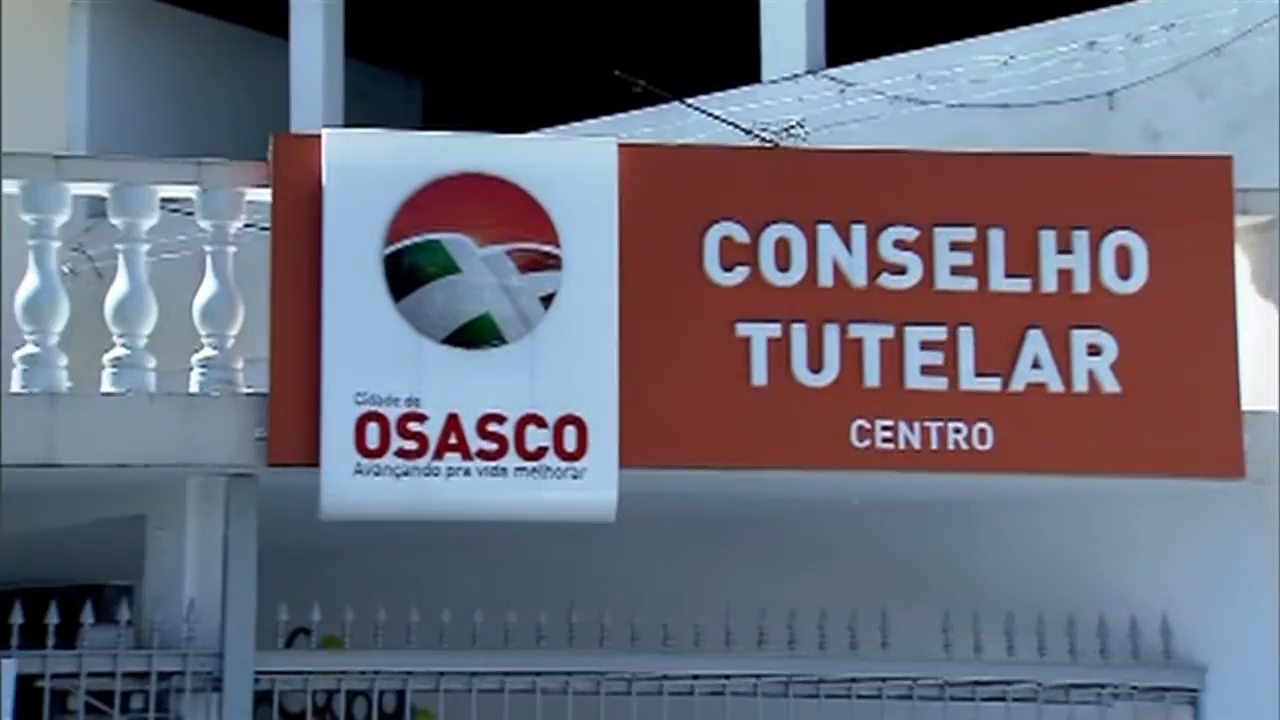 Cidade de
OSASCO
Avançando pra vida melhorar
CONSELHO
TUTELAR
CENTRO